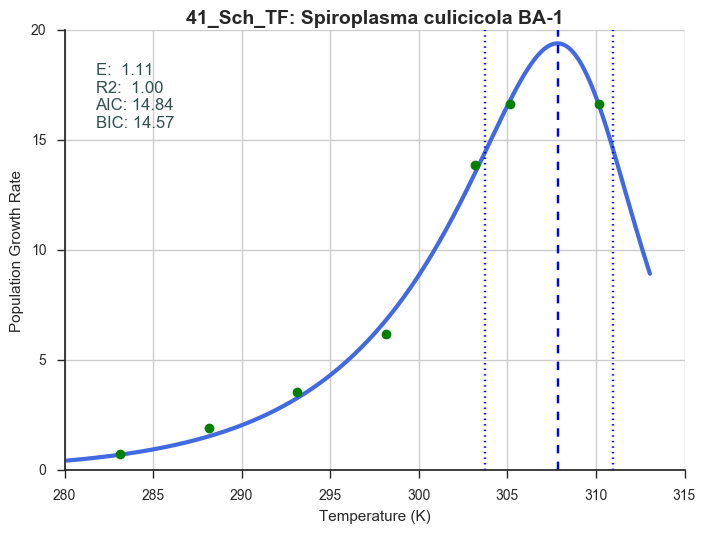 41_Sch_TF: Spiroplasma culicicola BA-1
E:  1.11
R2:  1.00
AIC: 14.84
BIC: 14.57
Population Growth Rate
20
15
10
5
0
280 285 290 295 300 305 310 315
Temperature (K)